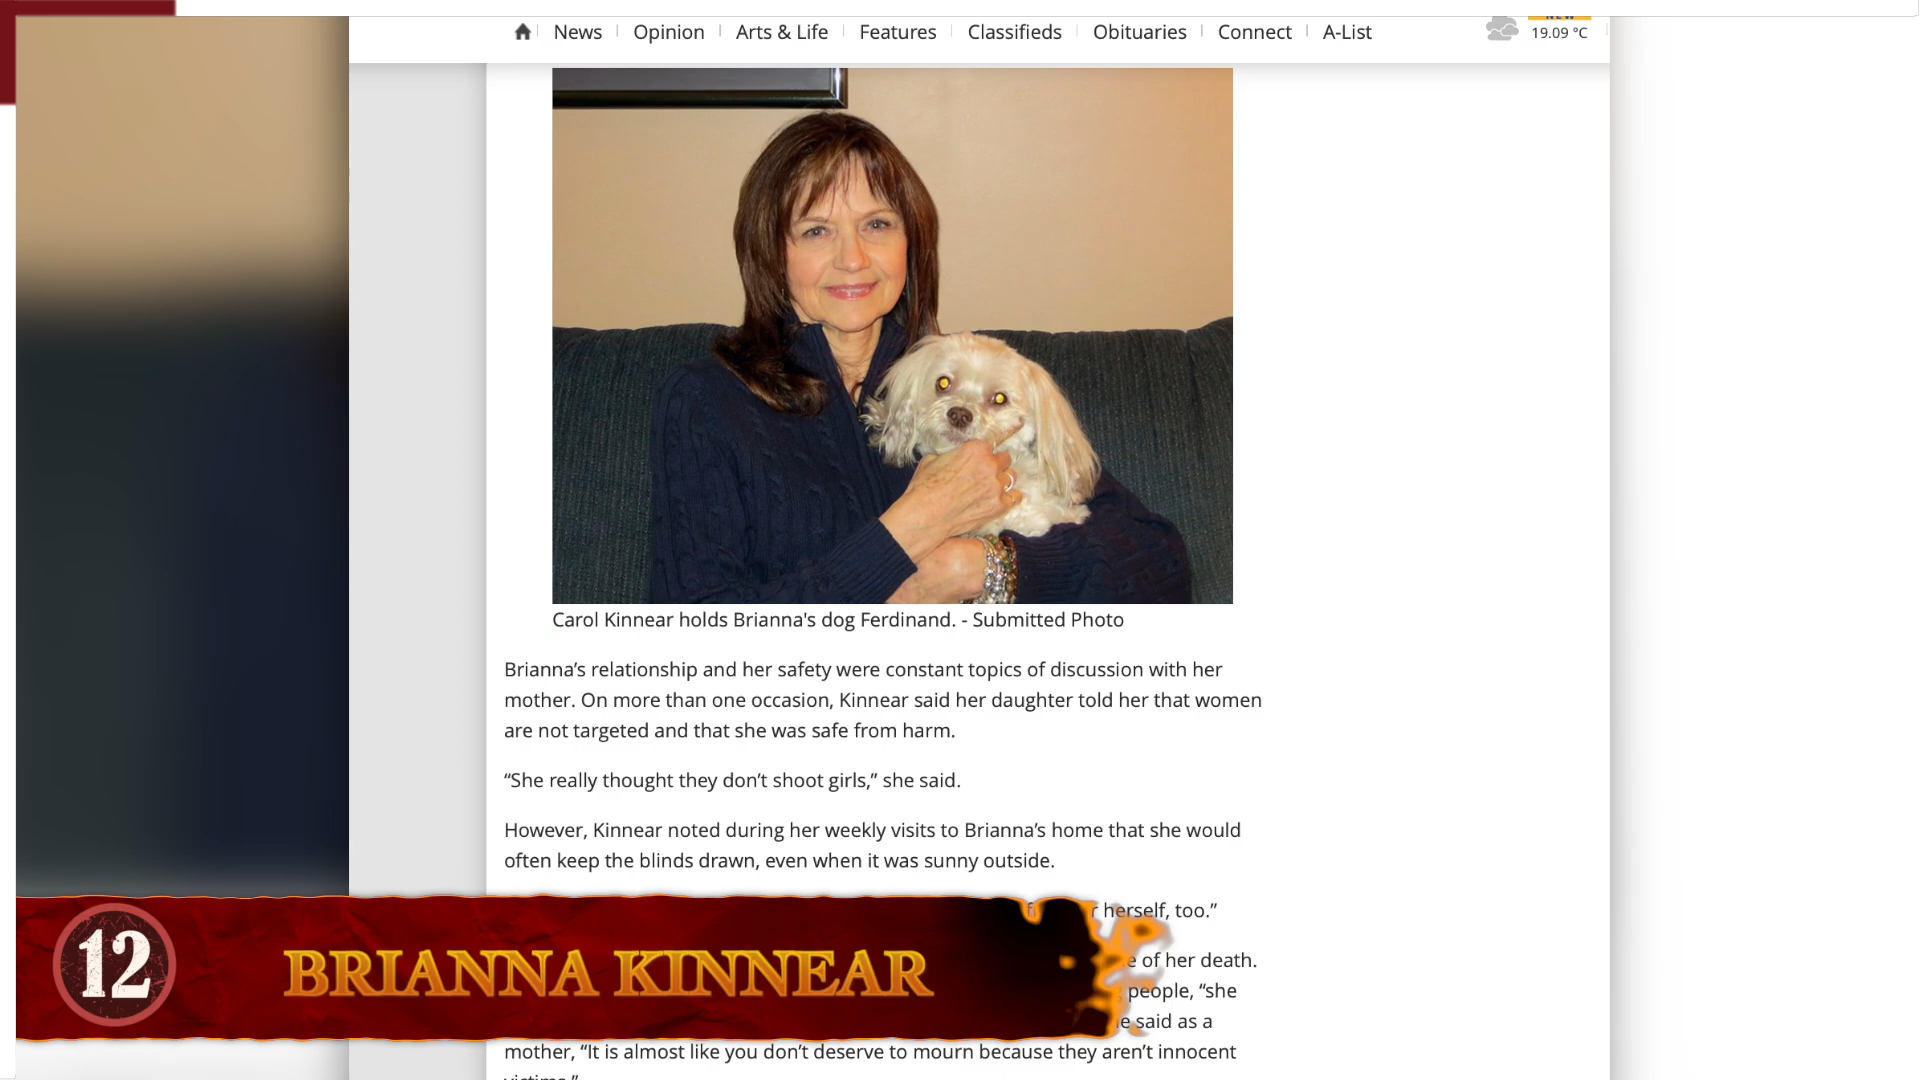 News
Opinion
Arts & Life
Features
Classifieds
Obituaries
Connect
A-List
19.09 °C
Carol Kinnear holds Brianna's dog Ferdinand. - Submitted Photo
Brianna’s relationship and her safety were constant topics of discussion with her
mother. On more than one occasion, Kinnear said her daughter told her that women
are not targeted and that she was safe from harm.
“She really thought they don’t shoot girls,” she said.
However, Kinnear noted during her weekly visits to Brianna’s home that she would
often keep the blinds drawn, even when it was sunny outside.
herself, too.”
of her death.
people, “she
said as a
mother, “It is almost like you don’t deserve to mourn because they aren’t innocent
12
BRIANNA KINNEAR